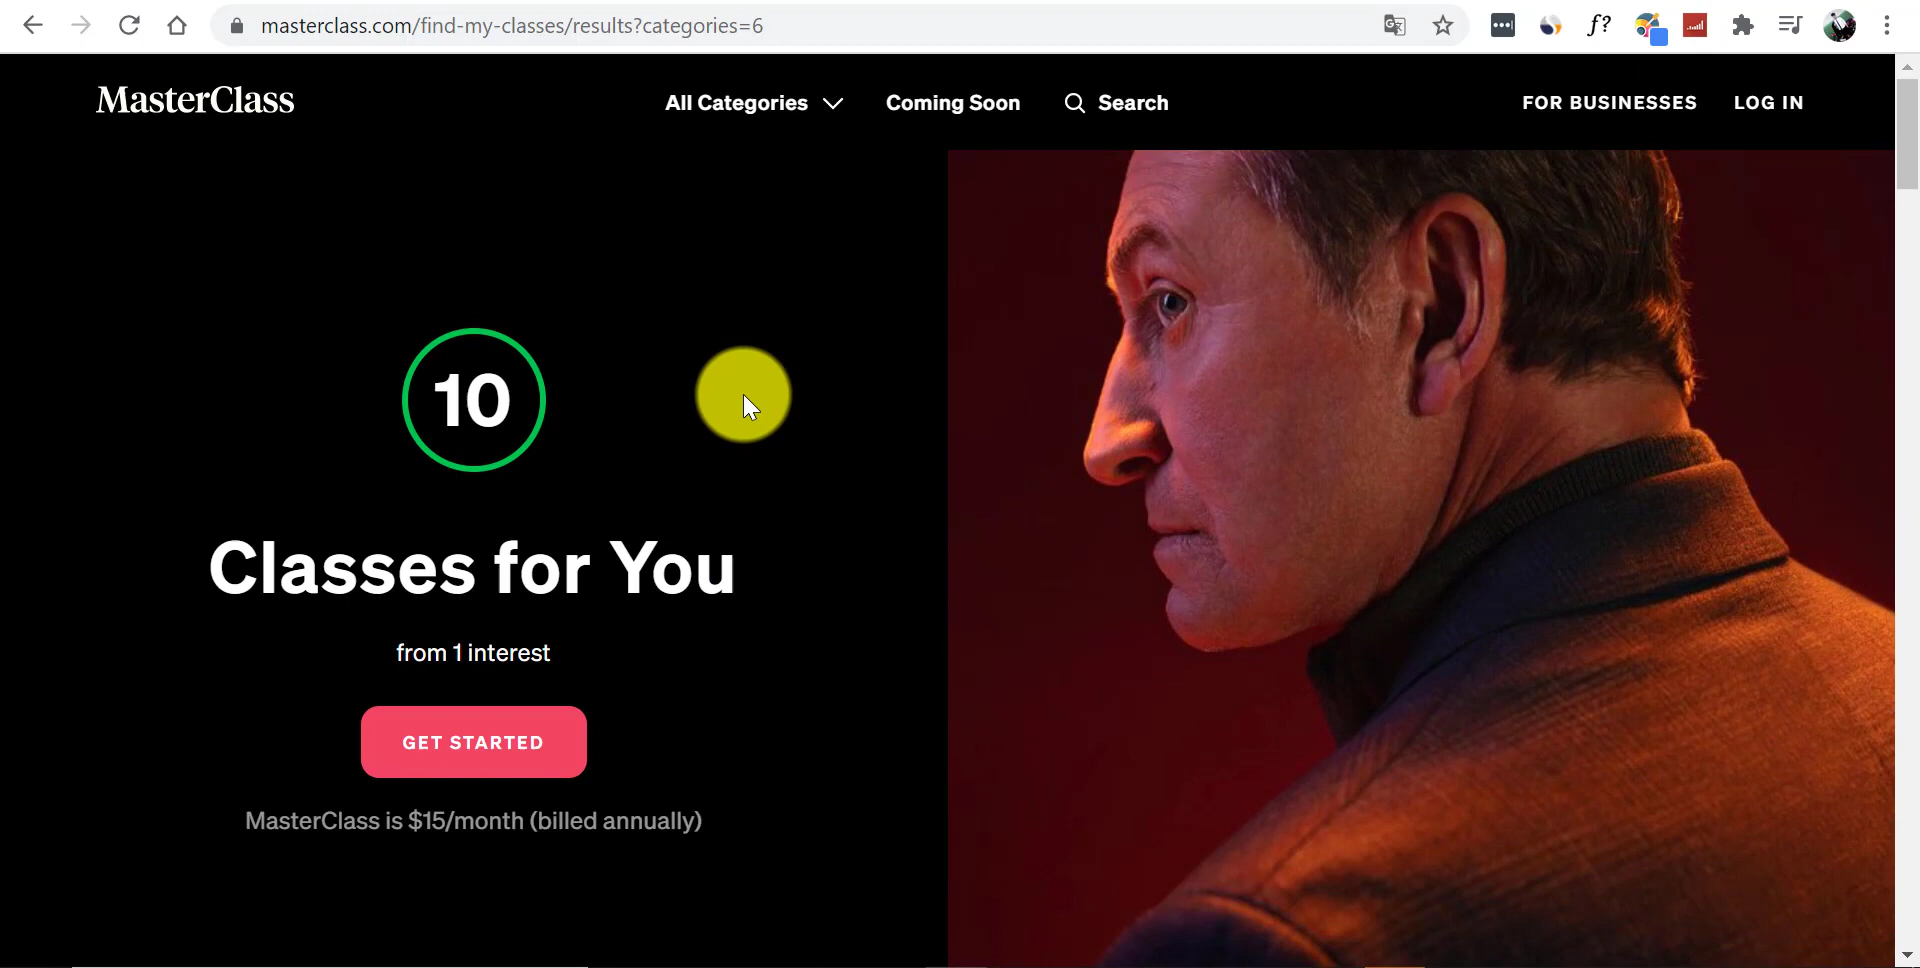 masterclass.com/find-my-classes/results?categories=6
f?
MasterClass
All Categories
Coming Soon
Search
FOR BUSINESSES
LOG IN
10
Classes for You
from 1 interest
GET STARTED
MasterClass is $15/month (billed annually)